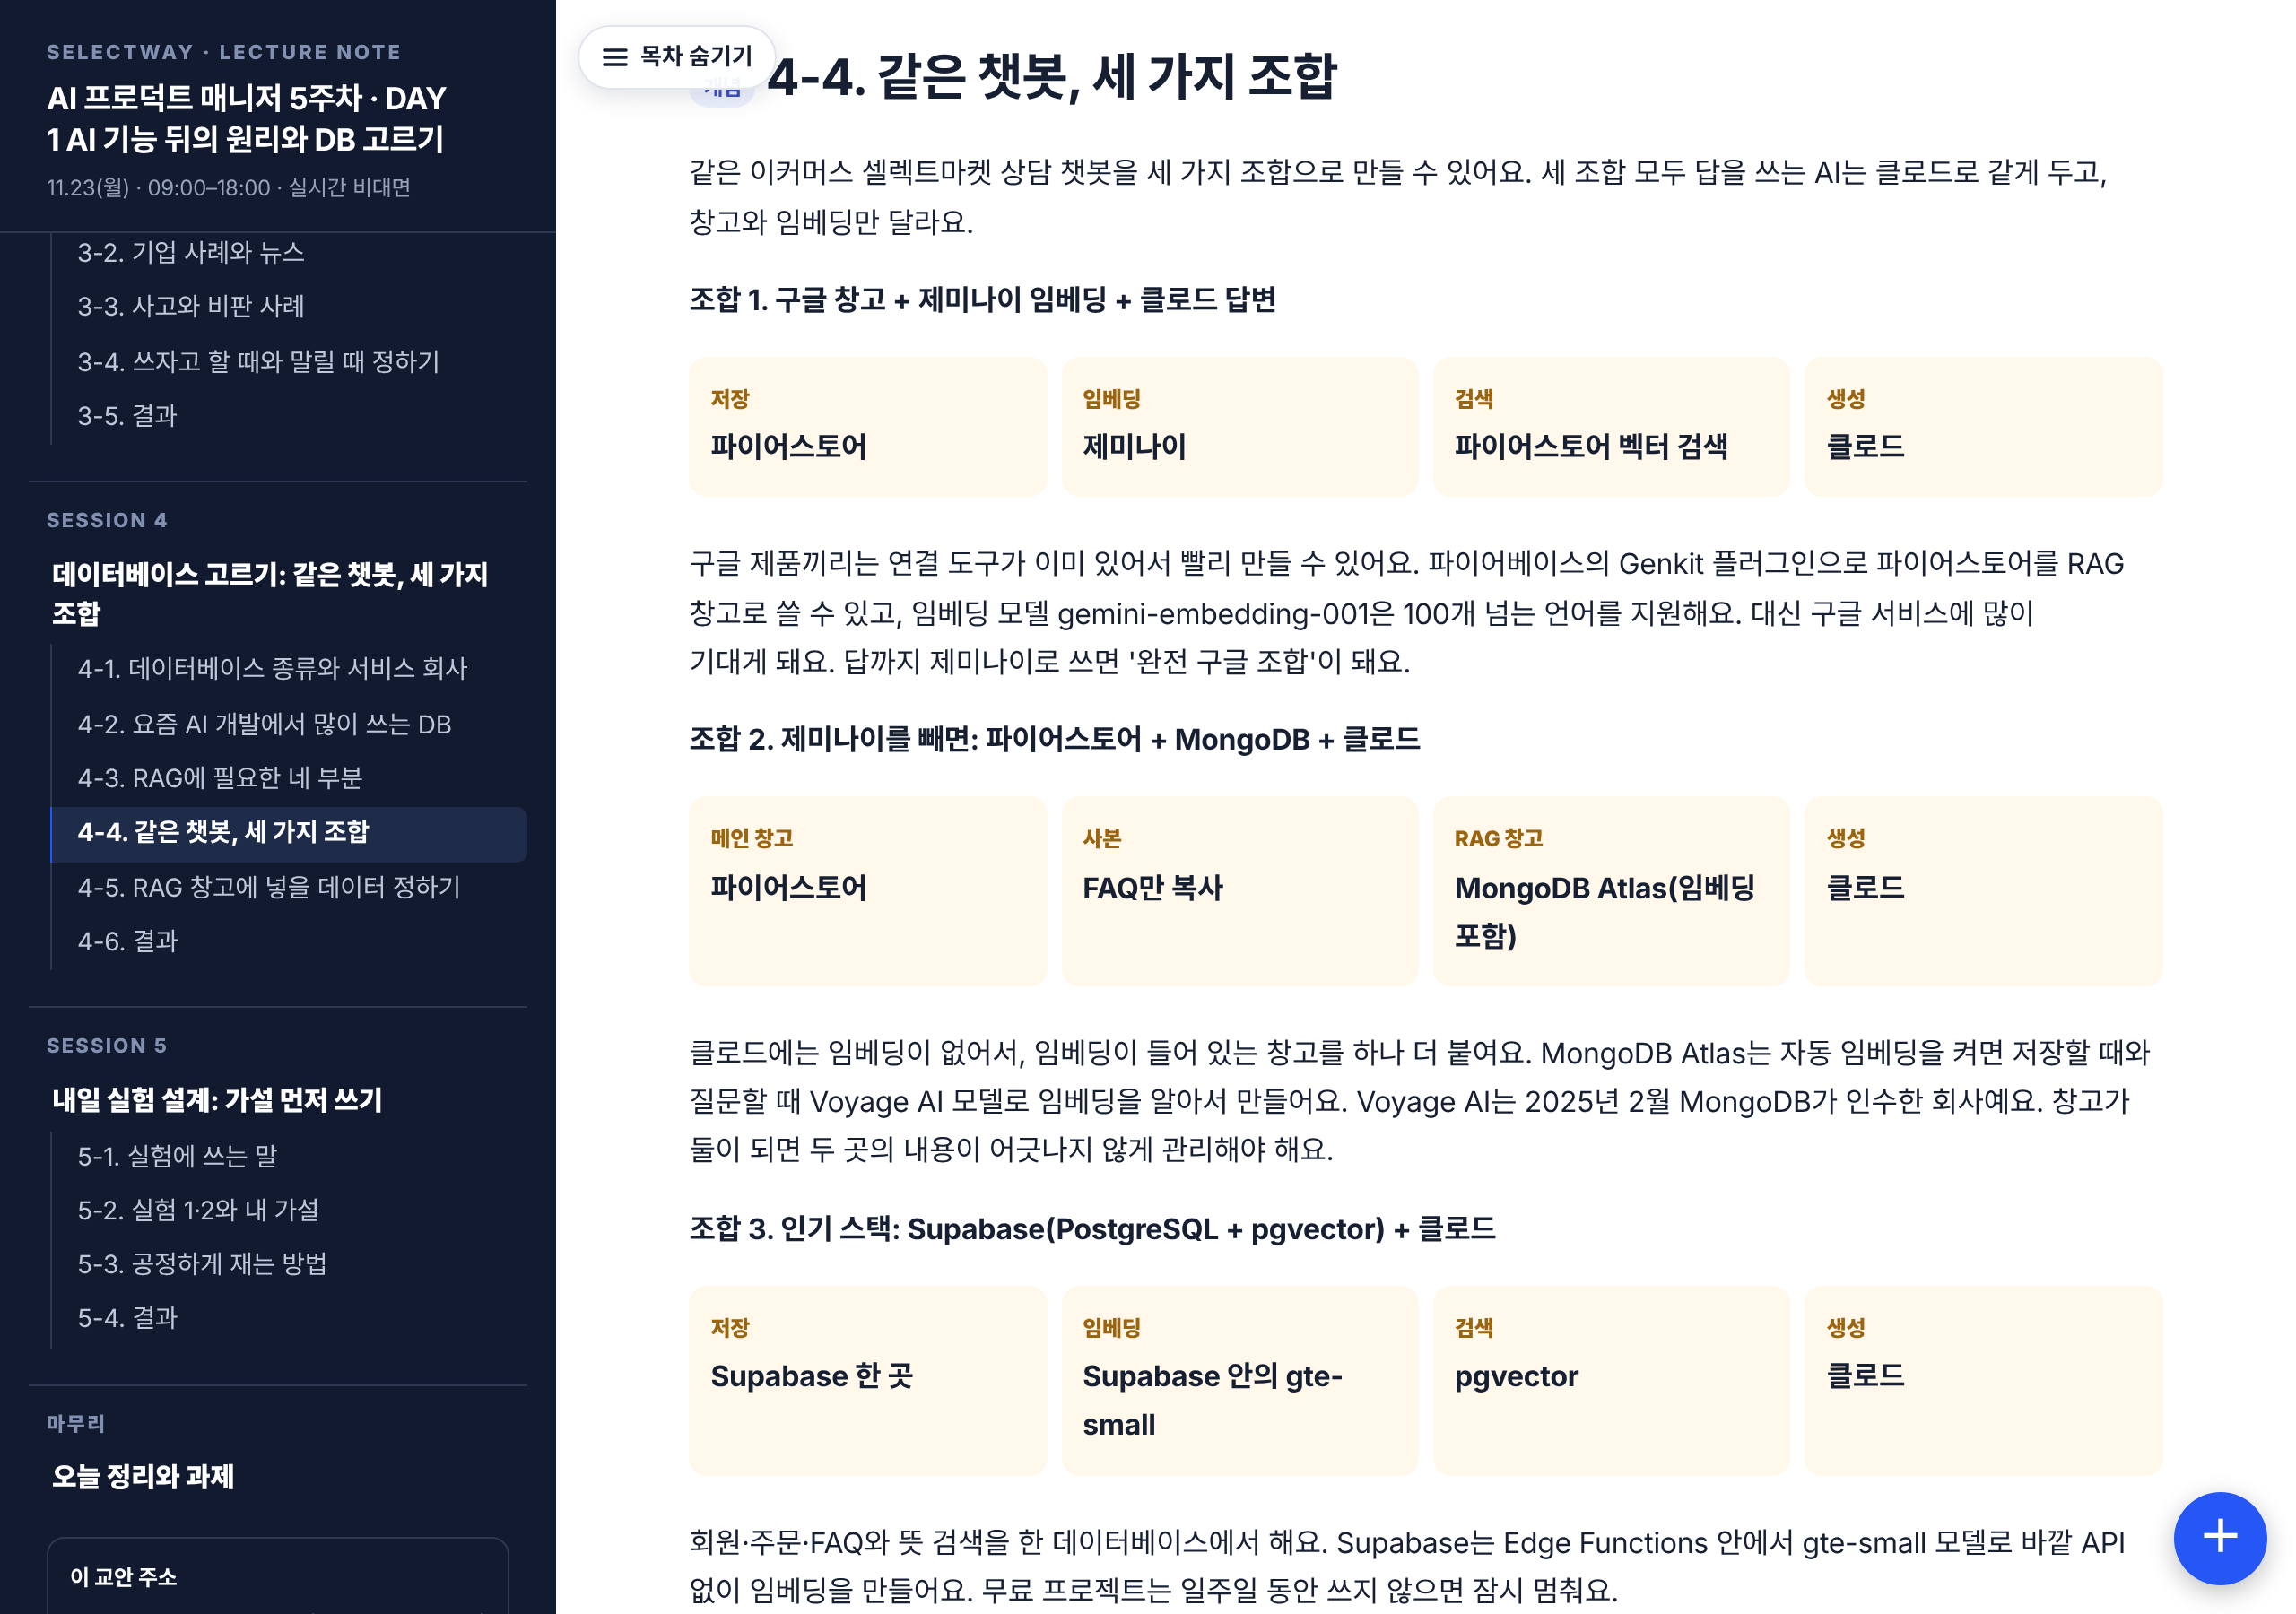 SELECTWAY · LECTURE NOTE
AI 프로덕트 매니저 5주차 · DAY
1 AI 기능 뒤의 원리와 DB 고르기
11.23(월) · 09:00–18:00 · 실시간 비대면
3-2. 기업 사례와 뉴스
3-3. 사고와 비판 사례
3-4. 쓰자고 할 때와 말릴 때 정하기
3-5. 결과
SESSION 4
데이터베이스 고르기: 같은 챗봇, 세 가지
조합
4-1. 데이터베이스 종류와 서비스 회사
4-2. 요즘 AI 개발에서 많이 쓰는 DB
4-3. RAG에 필요한 네 부분
4-4. 같은 챗봇, 세 가지 조합
4-5. RAG 창고에 넣을 데이터 정하기
4-6. 결과
SESSION 5
내일 실험 설계: 가설 먼저 쓰기
5-1. 실험에 쓰는 말
5-2. 실험 1·2와 내 가설
5-3. 공정하게 재는 방법
5-4. 결과
마무리
오늘 정리와 과제
이 교안 주소
목차 숨기기
개념
4-4. 같은 챗봇, 세 가지 조합
같은 이커머스 셀렉트마켓 상담 챗봇을 세 가지 조합으로 만들 수 있어요. 세 조합 모두 답을 쓰는 AI는 클로드로 같게 두고,
창고와 임베딩만 달라요.
조합 1. 구글 창고 + 제미나이 임베딩 + 클로드 답변
저장
파이어스토어
임베딩
제미나이
검색
파이어스토어 벡터 검색
생성
클로드
구글 제품끼리는 연결 도구가 이미 있어서 빨리 만들 수 있어요. 파이어베이스의 Genkit 플러그인으로 파이어스토어를 RAG
창고로 쓸 수 있고, 임베딩 모델 gemini-embedding-001은 100개 넘는 언어를 지원해요. 대신 구글 서비스에 많이
기대게 돼요. 답까지 제미나이로 쓰면 '완전 구글 조합'이 돼요.
조합 2. 제미나이를 빼면: 파이어스토어 + MongoDB + 클로드
메인 창고
파이어스토어
사본
FAQ만 복사
RAG 창고
MongoDB Atlas(임베딩
포함)
생성
클로드
클로드에는 임베딩이 없어서, 임베딩이 들어 있는 창고를 하나 더 붙여요. MongoDB Atlas는 자동 임베딩을 켜면 저장할 때와
질문할 때 Voyage AI 모델로 임베딩을 알아서 만들어요. Voyage AI는 2025년 2월 MongoDB가 인수한 회사예요. 창고가
둘이 되면 두 곳의 내용이 어긋나지 않게 관리해야 해요.
조합 3. 인기 스택: Supabase(PostgreSQL + pgvector) + 클로드
저장
Supabase 한 곳
임베딩
Supabase 안의 gte-
small
검색
pgvector
생성
클로드
회원·주문·FAQ와 뜻 검색을 한 데이터베이스에서 해요. Supabase는 Edge Functions 안에서 gte-small 모델로 바깥 API
없이 임베딩을 만들어요. 무료 프로젝트는 일주일 동안 쓰지 않으면 잠시 멈춰요.